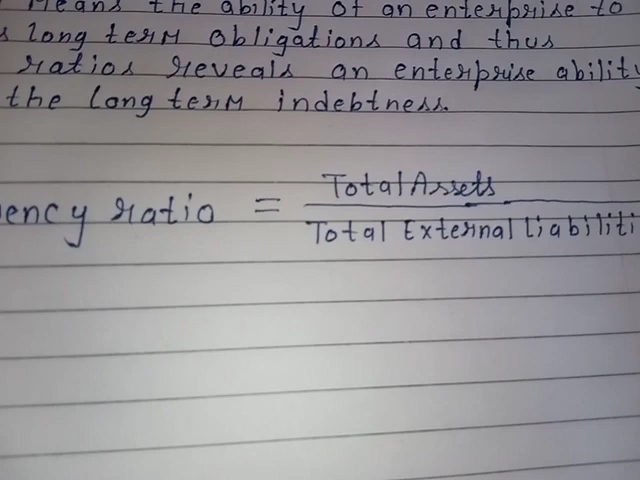 Means the ability of an enterprise to
s long term obligations and thus
ratios reveals an enterprise ability
the long term indebtness.
ency ratio = Total Assets
Total External Liabiliti